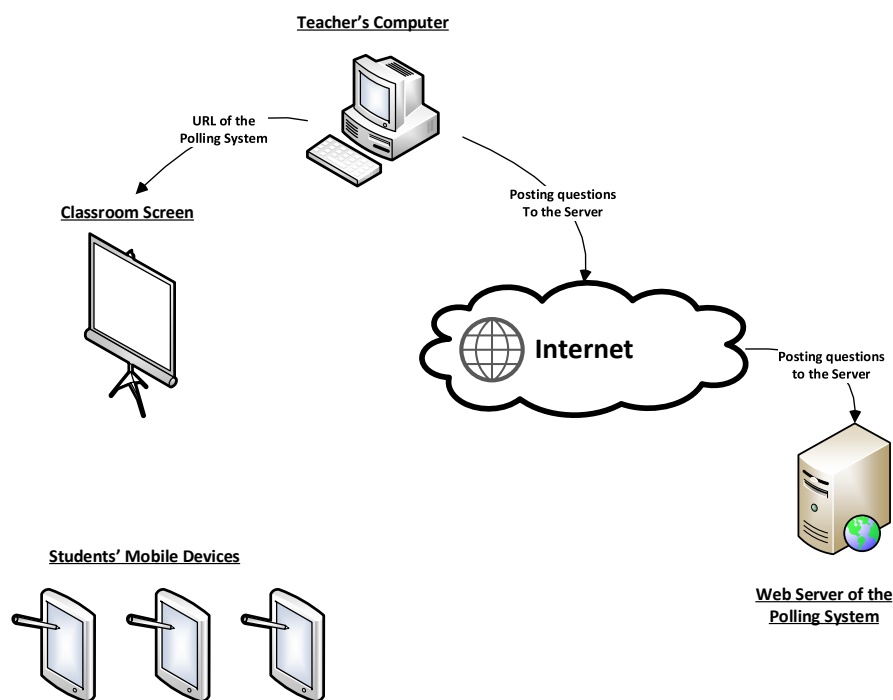 Teacher's Computer
URL of the
Polling System
Posting questions
To the Server
Classroom Screen
Internet
Posting questions
to the Server
Students' Mobile Devices
Web Server of the
Polling System